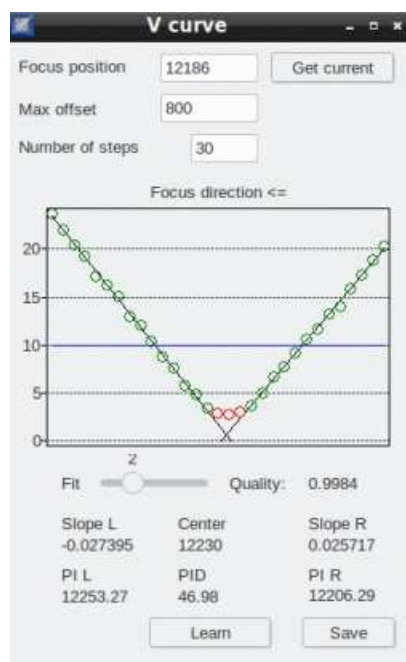 V curve
Focus position 12186 Get current
Max offset 800
Number of steps 30
Focus direction <=
20
15
10
5
0
2
Fit Quality: 0.9984
Slope L Center Slope R
-0.027395 12230 0.025717
PI L PID PI R
12253.27 46.98 12206.29
Learn Save